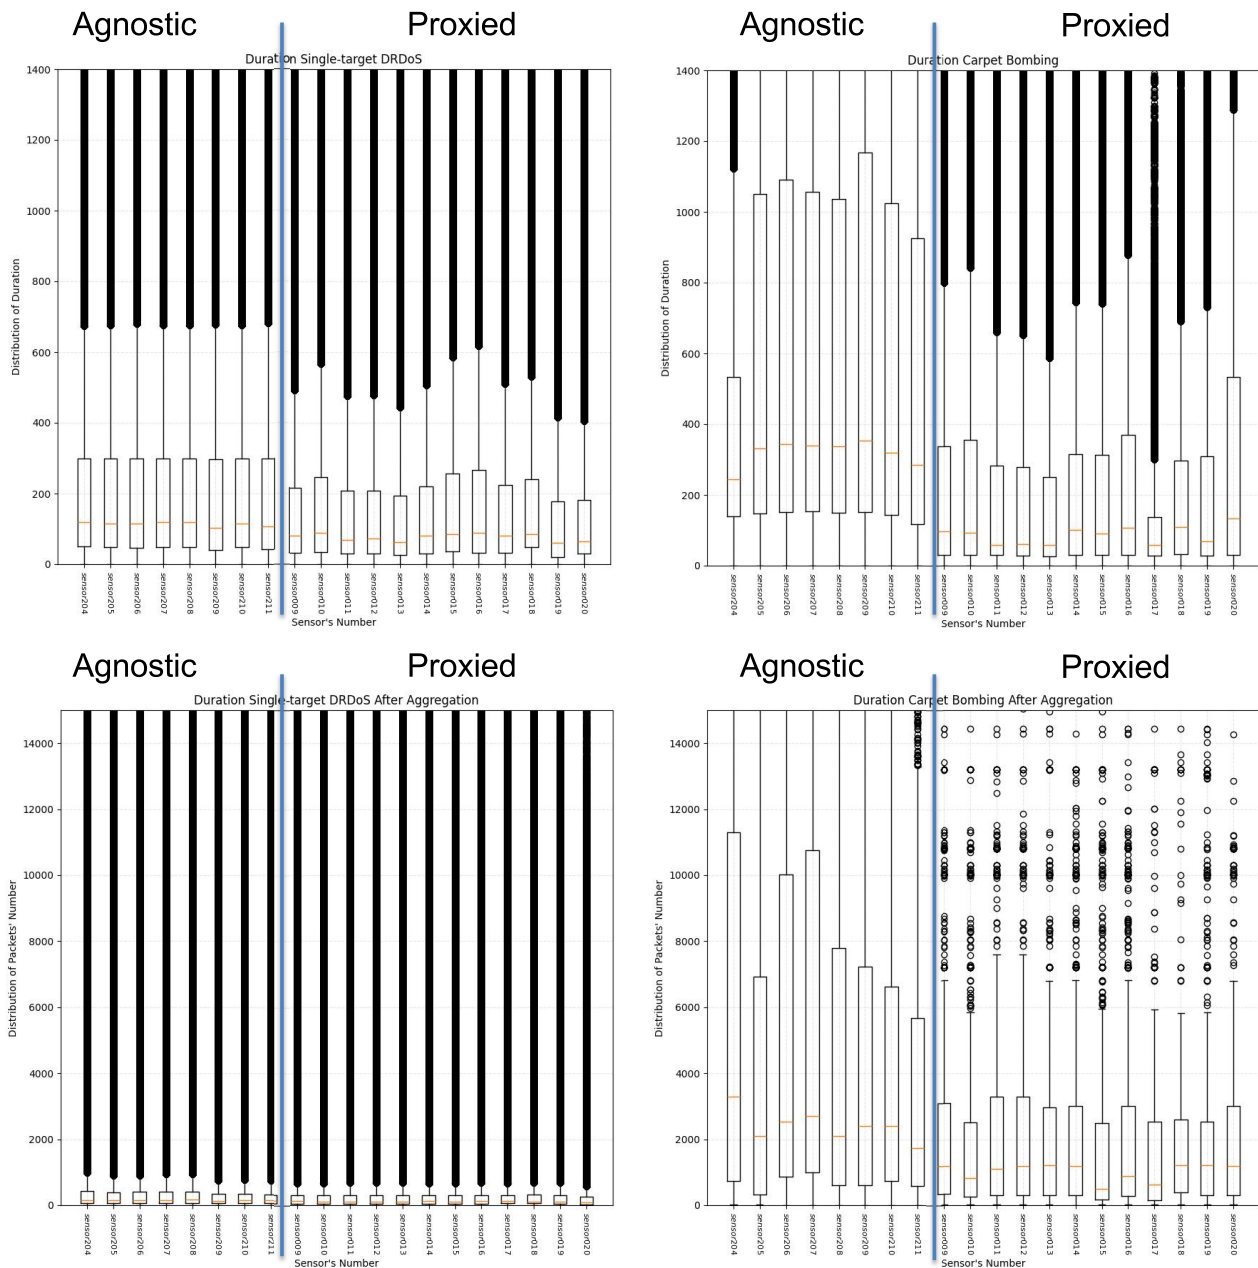 Agnostic
Proxied
Duration Single-target DRDoS
1400
1200
1000
800
600
400
200
0
Distribution of Duration
sensor204
sensor205
sensor206
sensor207
sensor208
sensor209
sensor210
sensor211
sensor009
sensor010
sensor011
sensor012
sensor013
sensor014
sensor015
sensor016
sensor017
sensor018
sensor019
sensor020
Sensor's Number
Agnostic
Proxied
Duration Carpet Bombing
1400
1200
1000
800
600
400
200
0
Distribution of Duration
sensor204
sensor205
sensor206
sensor207
sensor208
sensor209
sensor210
sensor211
sensor009
sensor010
sensor011
sensor012
sensor013
sensor014
sensor015
sensor016
sensor017
sensor018
sensor019
sensor020
Sensor's Number
Agnostic
Proxied
Duration Single-target DRDoS After Aggregation
14000
12000
10000
8000
6000
4000
2000
0
Distribution of Packets' Number
sensor204
sensor205
sensor206
sensor207
sensor208
sensor209
sensor210
sensor211
sensor009
sensor010
sensor011
sensor012
sensor013
sensor014
sensor015
sensor016
sensor017
sensor018
sensor019
sensor020
Sensor's Number
Agnostic
Proxied
Duration Carpet Bombing After Aggregation
14000
12000
10000
8000
6000
4000
2000
0
Distribution of Packets' Number
sensor204
sensor205
sensor206
sensor207
sensor208
sensor209
sensor210
sensor211
sensor009
sensor010
sensor011
sensor012
sensor013
sensor014
sensor015
sensor016
sensor017
sensor018
sensor019
sensor020
Sensor's Number